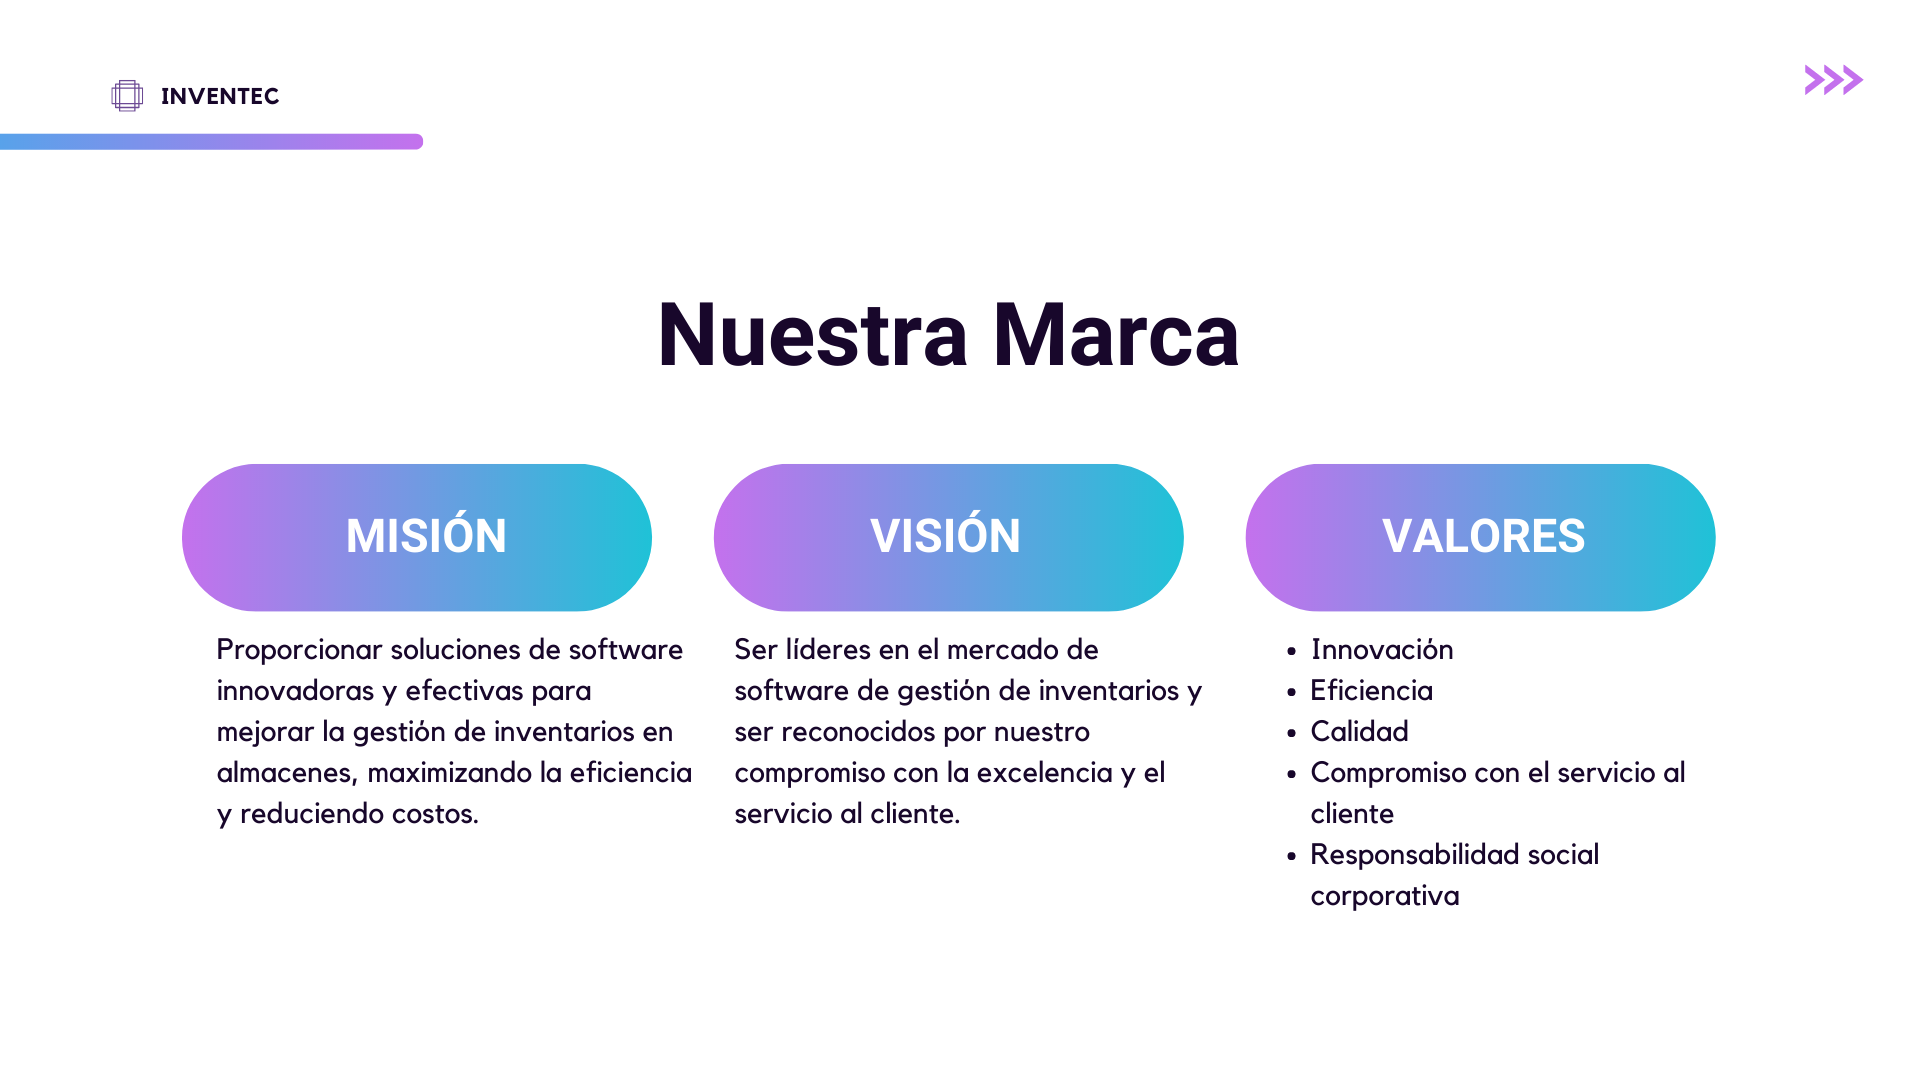 INVENTEC
Nuestra Marca
MISIÓN
Proporcionar soluciones de software
innovadoras y efectivas para
mejorar la gestión de inventarios en
almacenes, maximizando la eficiencia
y reduciendo costos.
VISIÓN
Ser líderes en el mercado de
software de gestión de inventarios y
ser reconocidos por nuestro
compromiso con la excelencia y el
servicio al cliente.
VALORES
• Innovación
• Eficiencia
• Calidad
• Compromiso con el servicio al
cliente
• Responsabilidad social
corporativa